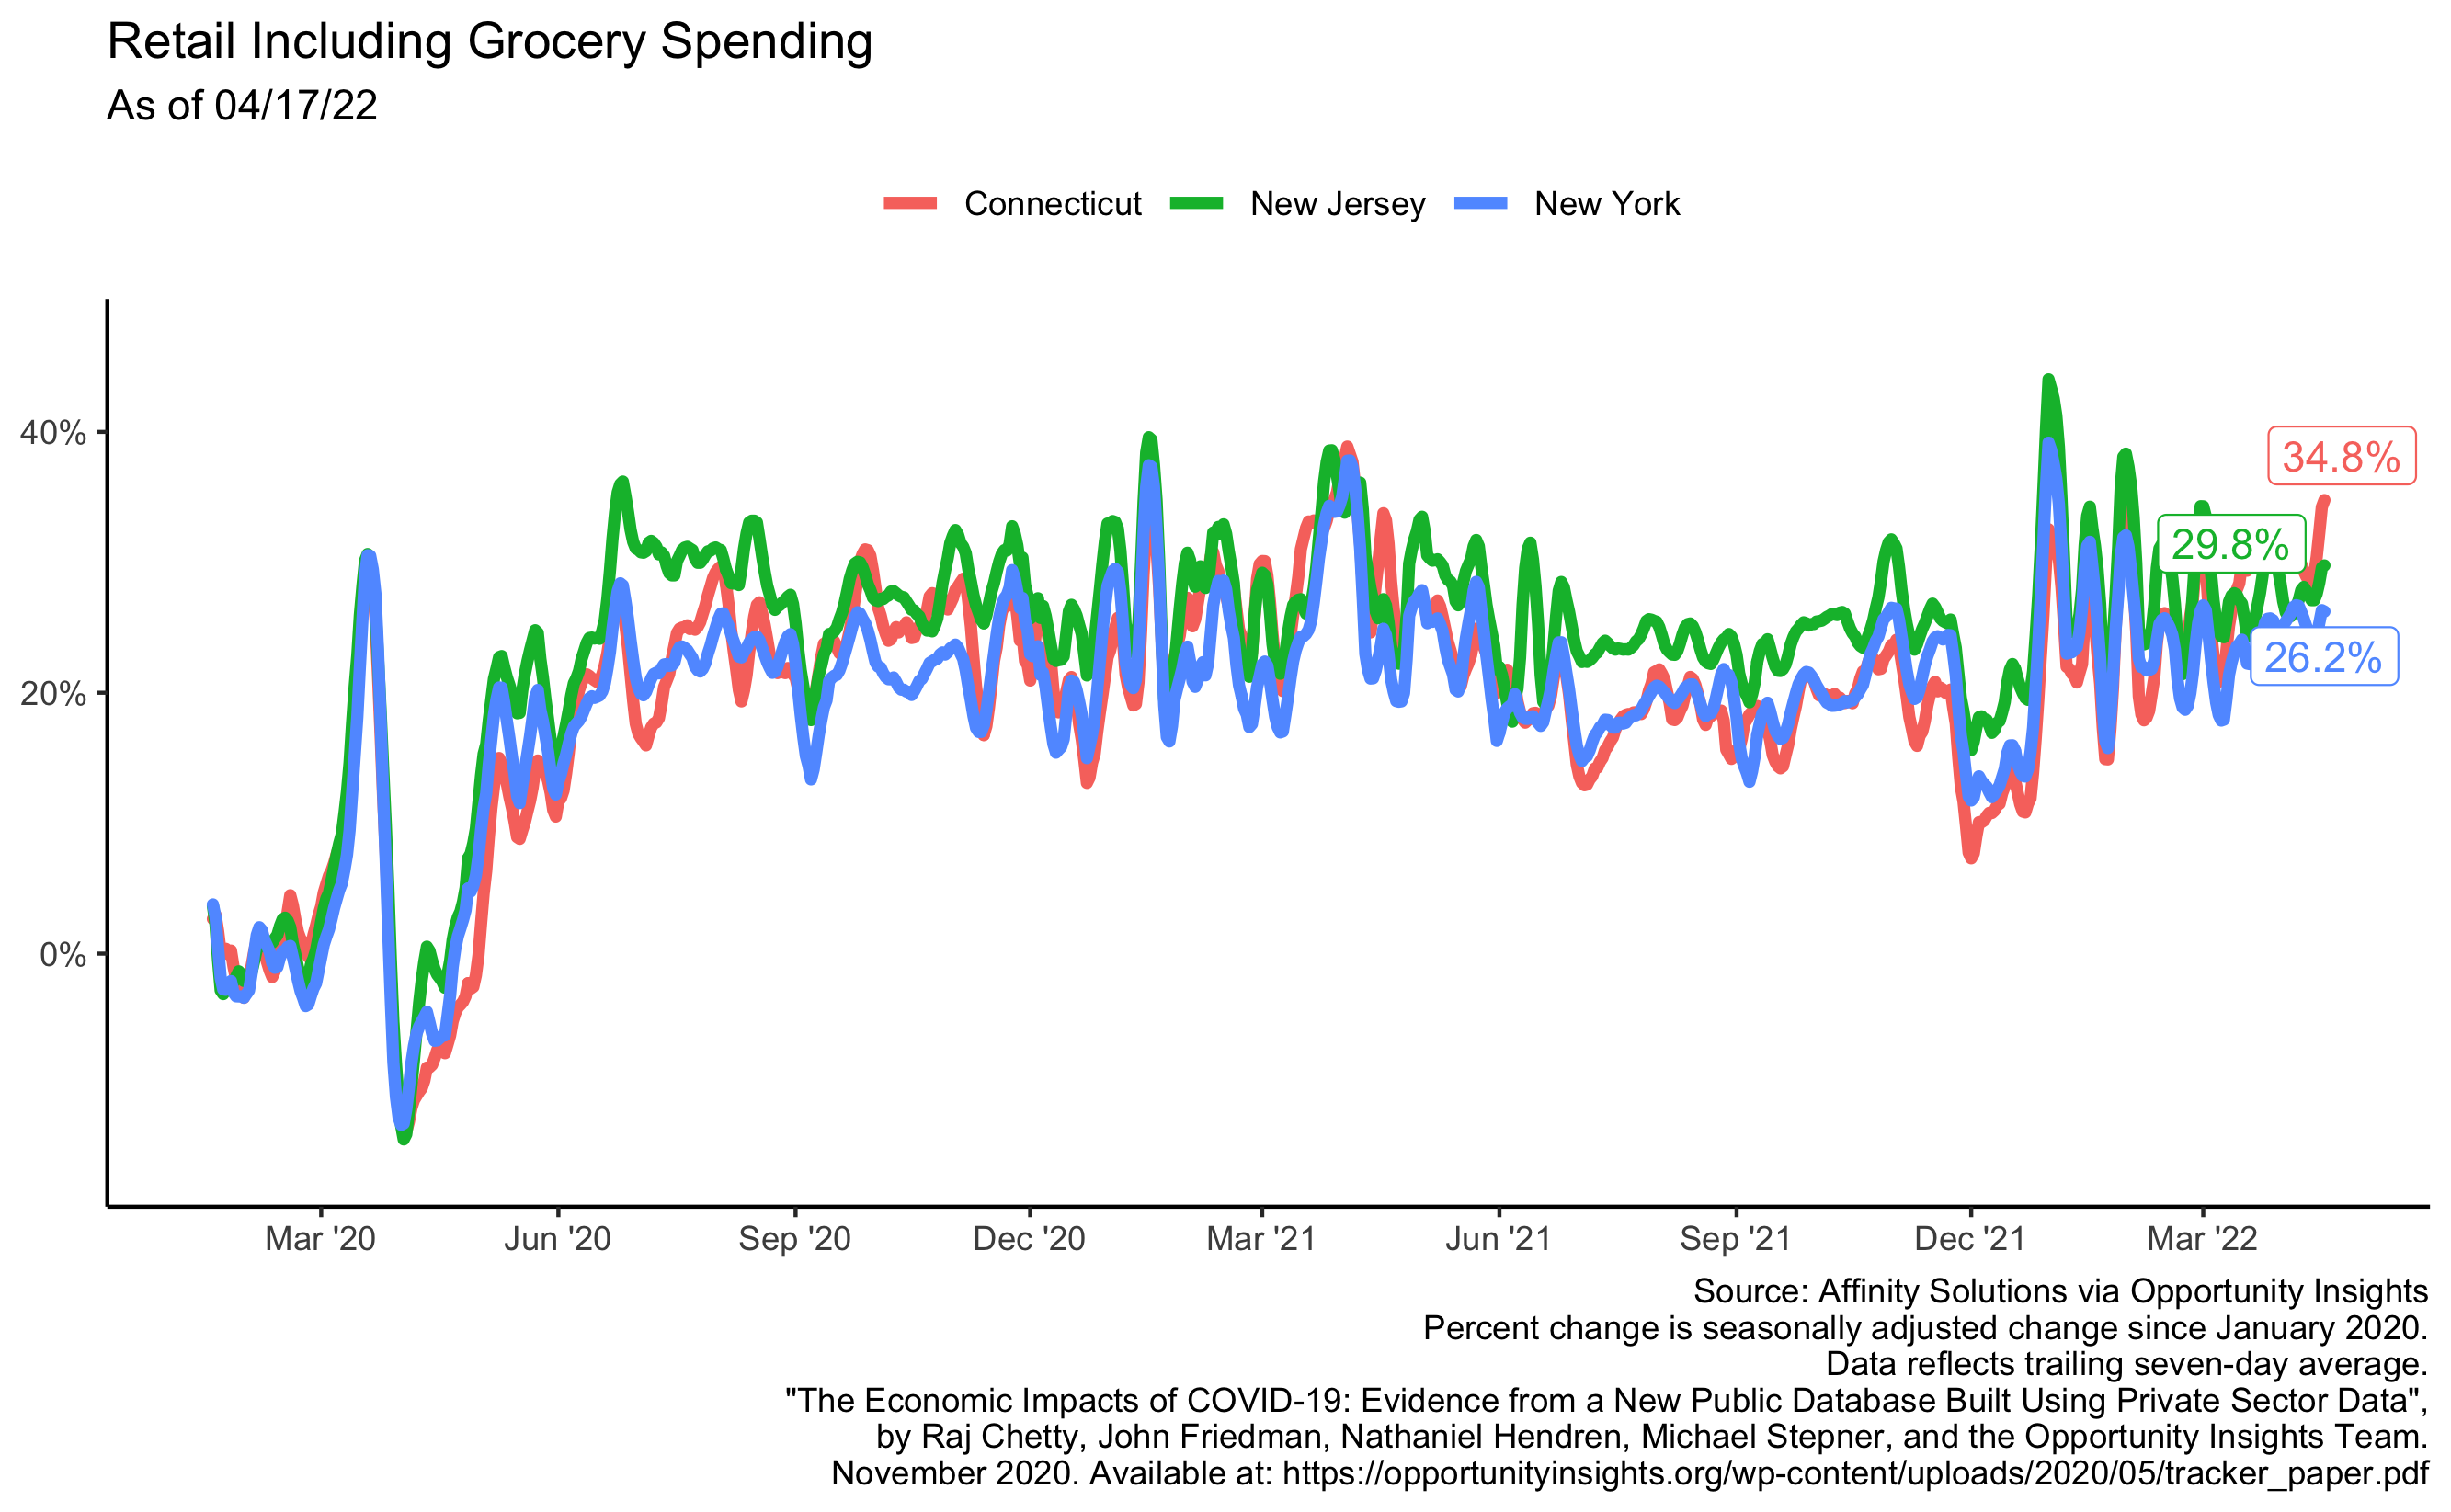 Retail Including Grocery Spending
As of 04/17/22
Connecticut New Jersey New York
40%
20%
0%
34.8%
29.8%
26.2%
Mar '20 Jun '20 Sep '20 Dec '20 Mar '21 Jun '21 Sep '21 Dec '21 Mar '22
Source: Affinity Solutions via Opportunity Insights
Percent change is seasonally adjusted change since January 2020.
Data reflects trailing seven-day average.
"The Economic Impacts of COVID-19: Evidence from a New Public Database Built Using Private Sector Data",
by Raj Chetty, John Friedman, Nathaniel Hendren, Michael Stepner, and the Opportunity Insights Team.
November 2020. Available at: https://opportunityinsights.org/wp-content/uploads/2020/05/tracker_paper.pdf